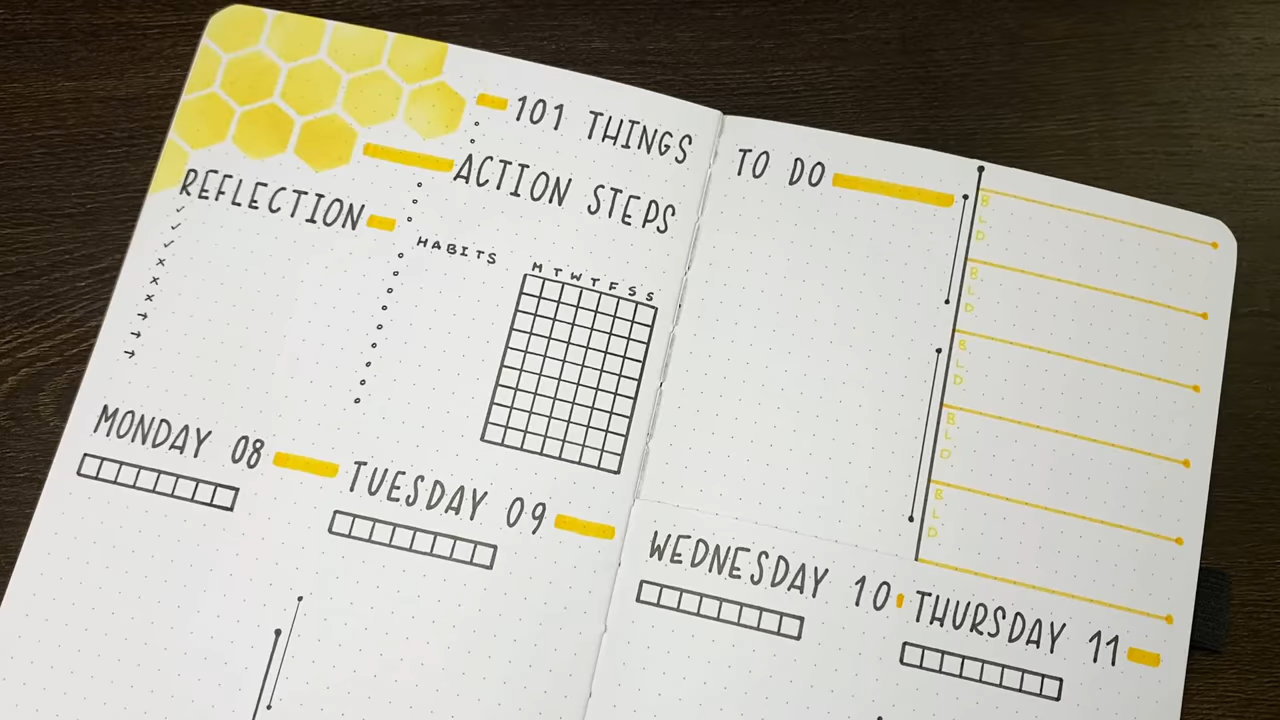 101 THINGS
ACTION STEPS
REFLECTION
HABITS
M T W T F S S
MONDAY 08
TUESDAY 09
TO DO
B
L
D
B
L
D
B
L
D
B
L
D
B
L
D
WEDNESDAY 10
THURSDAY 11